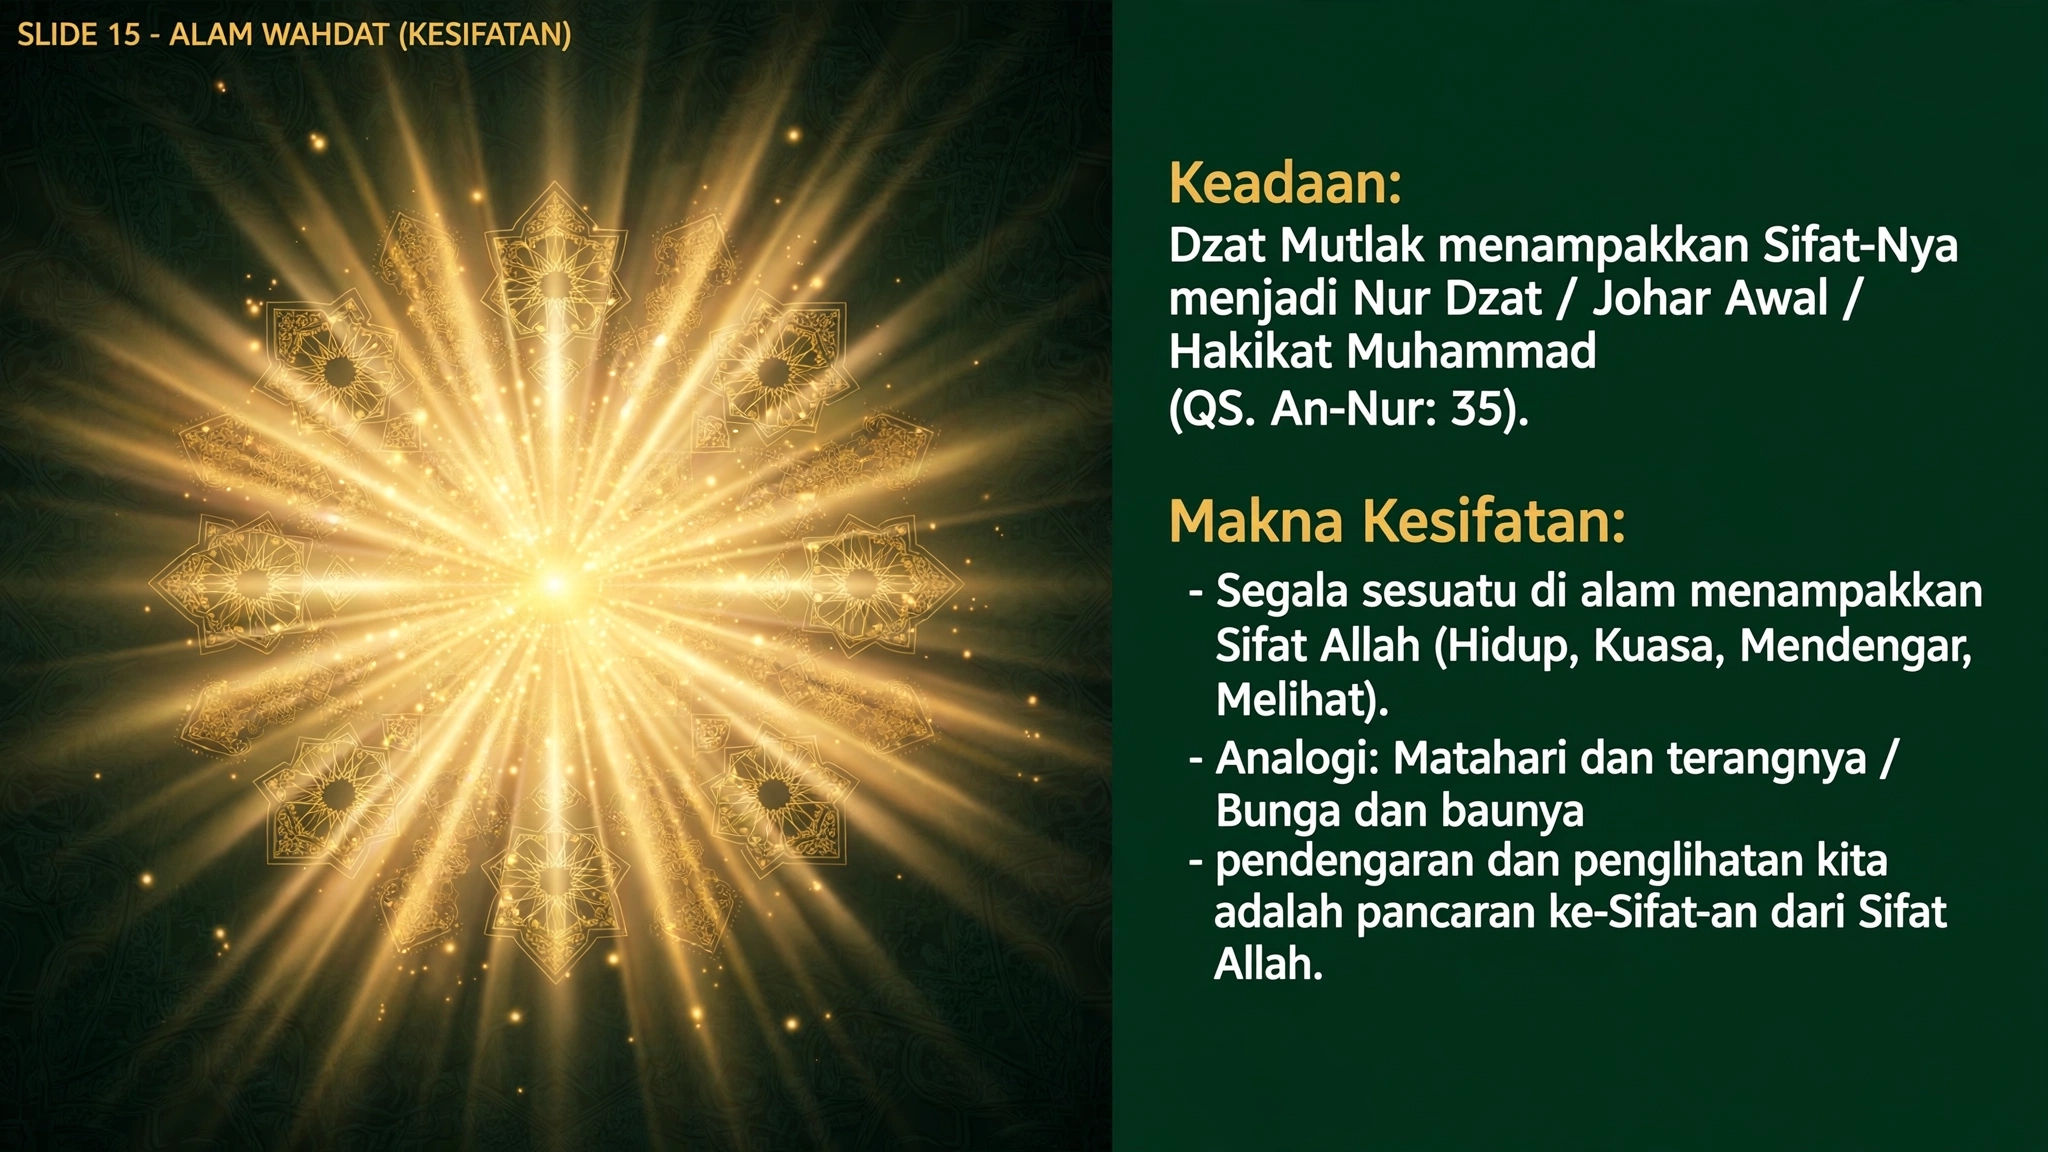 SLIDE 15 - ALAM WAHDAT (KESIFATAN)
Keadaan:
Dzat Mutlak menampakkan Sifat-Nya
menjadi Nur Dzat / Johar Awal /
Hakikat Muhammad
(QS. An-Nur: 35).
Makna Kesifatan:
- Segala sesuatu di alam menampakkan
Sifat Allah (Hidup, Kuasa, Mendengar,
Melihat).
- Analogi: Matahari dan terangnya /
Bunga dan baunya
- pendengaran dan penglihatan kita
adalah pancaran ke-Sifat-an dari Sifat
Allah.